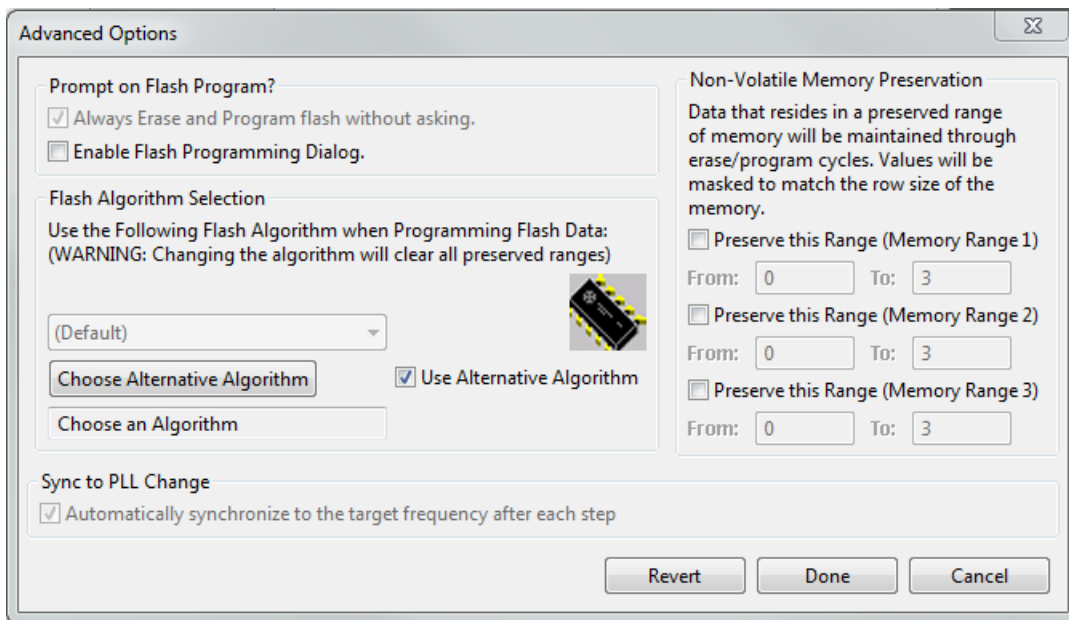 Advanced Options
Prompt on Flash Program?
Always Erase and Program flash without asking.
Enable Flash Programming Dialog.
Flash Algorithm Selection
Use the Following Flash Algorithm when Programming Flash Data:
(WARNING: Changing the algorithm will clear all preserved ranges)
(Default)
Choose Alternative Algorithm
Use Alternative Algorithm
Choose an Algorithm
Non-Volatile Memory Preservation
Data that resides in a preserved range
of memory will be maintained through
erase/program cycles. Values will be
masked to match the row size of the
memory.
Preserve this Range (Memory Range 1)
From: 0 To: 3
Preserve this Range (Memory Range 2)
From: 0 To: 3
Preserve this Range (Memory Range 3)
From: 0 To: 3
Sync to PLL Change
Automatically synchronize to the target frequency after each step
Revert Done Cancel